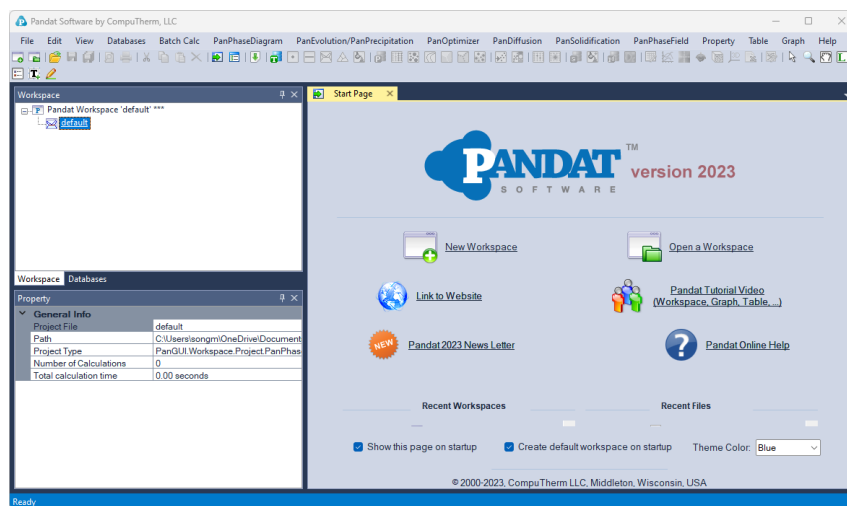 Pandat Software by CompuTherm, LLC
File Edit View Databases Batch Calc PanPhaseDiagram PanEvolution/PanPrecipitation PanOptimizer PanDiffusion PanSolidification PanPhaseField Property Table Graph Help
Workspace
Pandat Workspace 'default' ***
default
Workspace Databases
Property
General Info
Project File default
Path C:\Users\songm\OneDrive\Document
Project Type PanGUI.Workspace.Project.PanPhas
Number of Calculations 0
Total calculation time 0.00 seconds
Start Page
PANDAT TM
SOFTWARE
version 2023
New Workspace Open a Workspace
Link to Website Pandat Tutorial Video
(Workspace, Graph, Table, ...)
NEW Pandat 2023 News Letter Pandat Online Help
Recent Workspaces Recent Files
Show this page on startup Create default workspace on startup Theme Color: Blue
© 2000-2023, CompuTherm LLC, Middleton, Wisconsin, USA
Ready